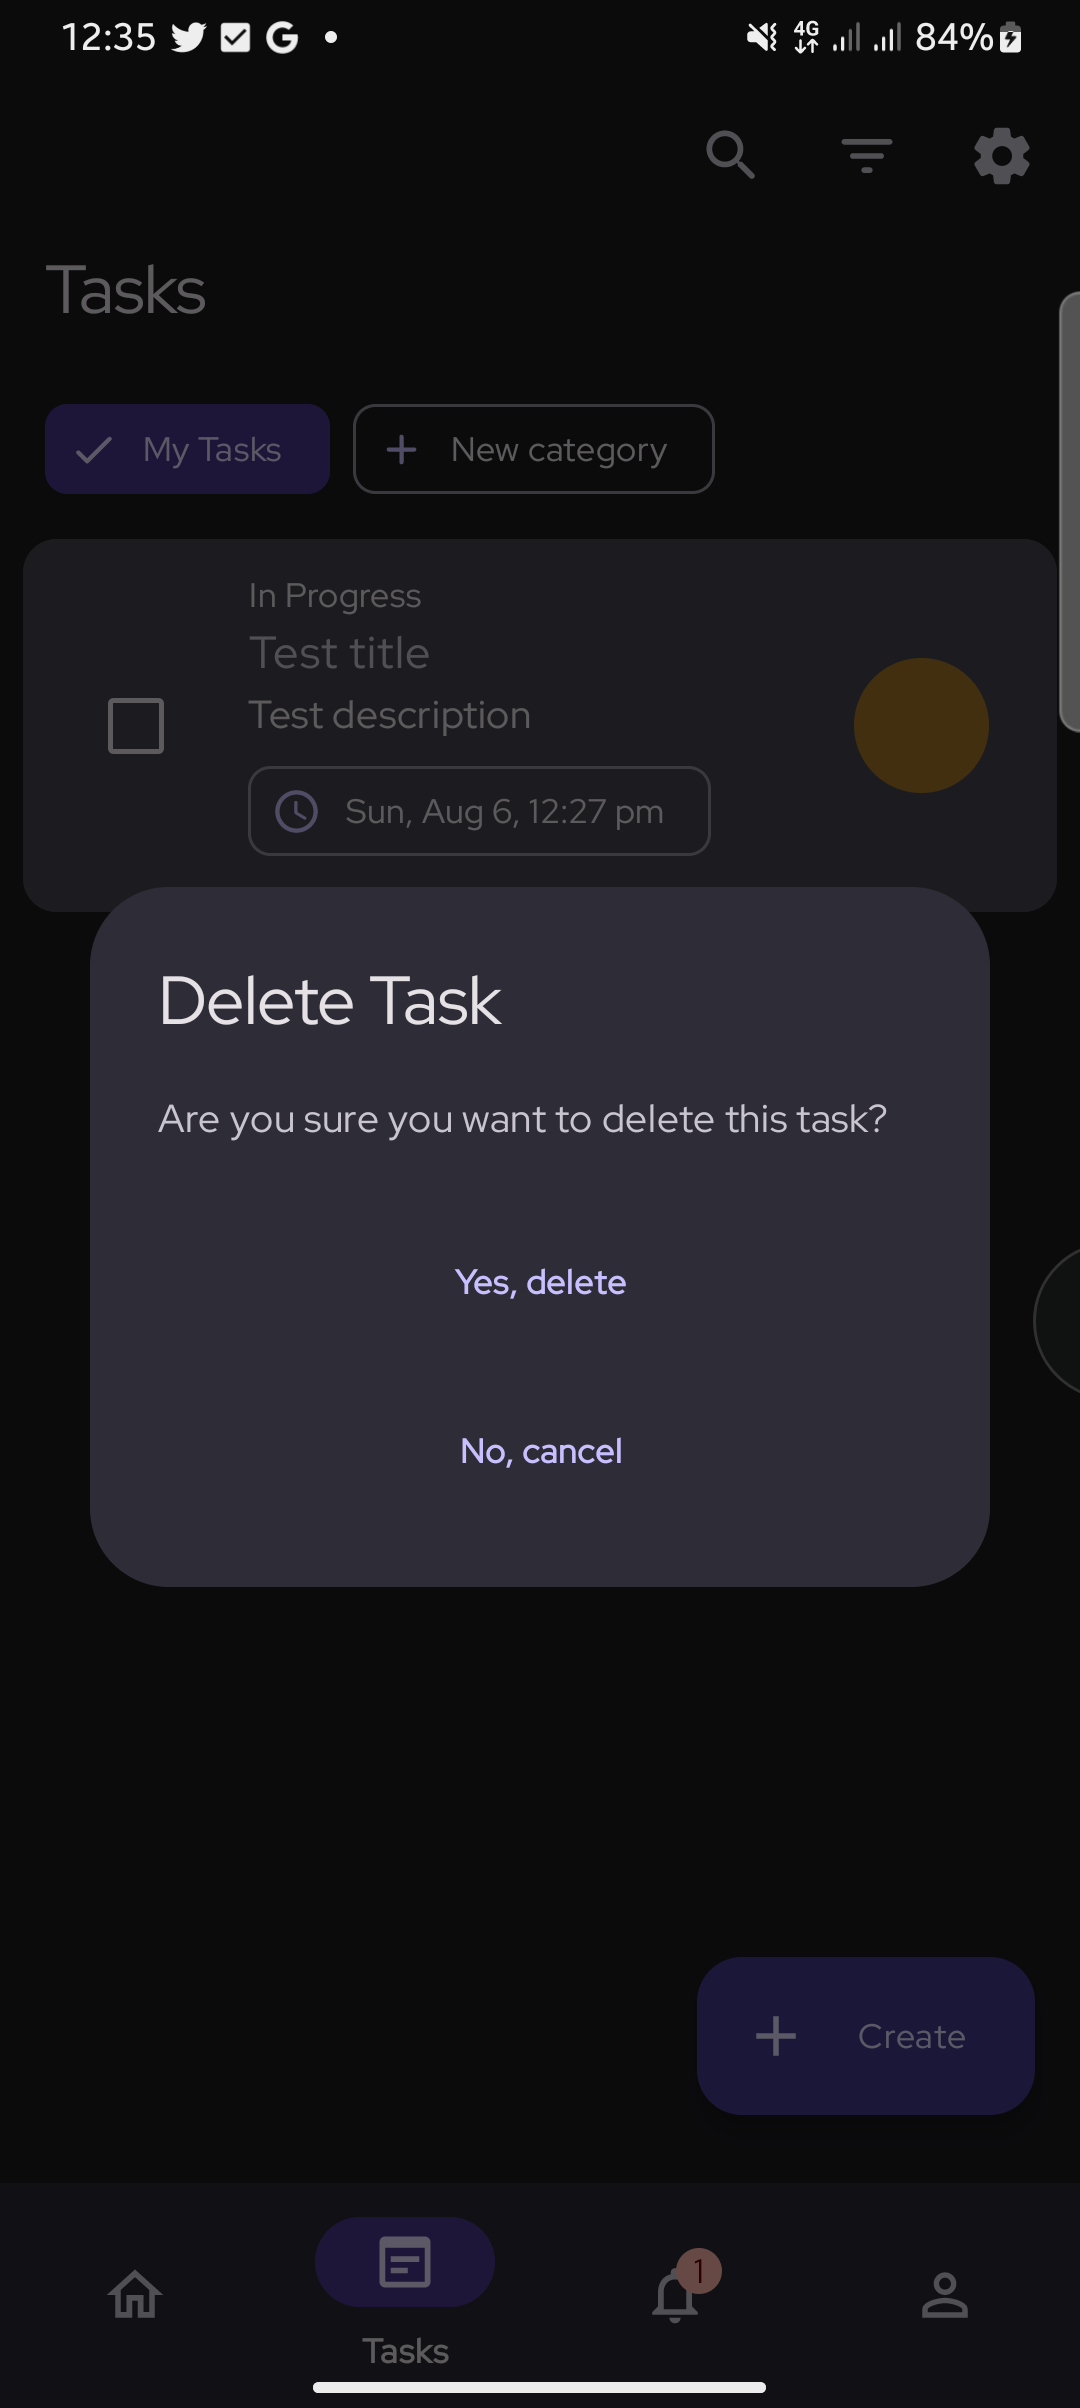 12:35
4G
84%
Tasks
My Tasks
New category
In Progress
Test title
Test description
Sun, Aug 6, 12:27 pm
Delete Task
Are you sure you want to delete this task?
Yes, delete
No, cancel
Create
1
Tasks